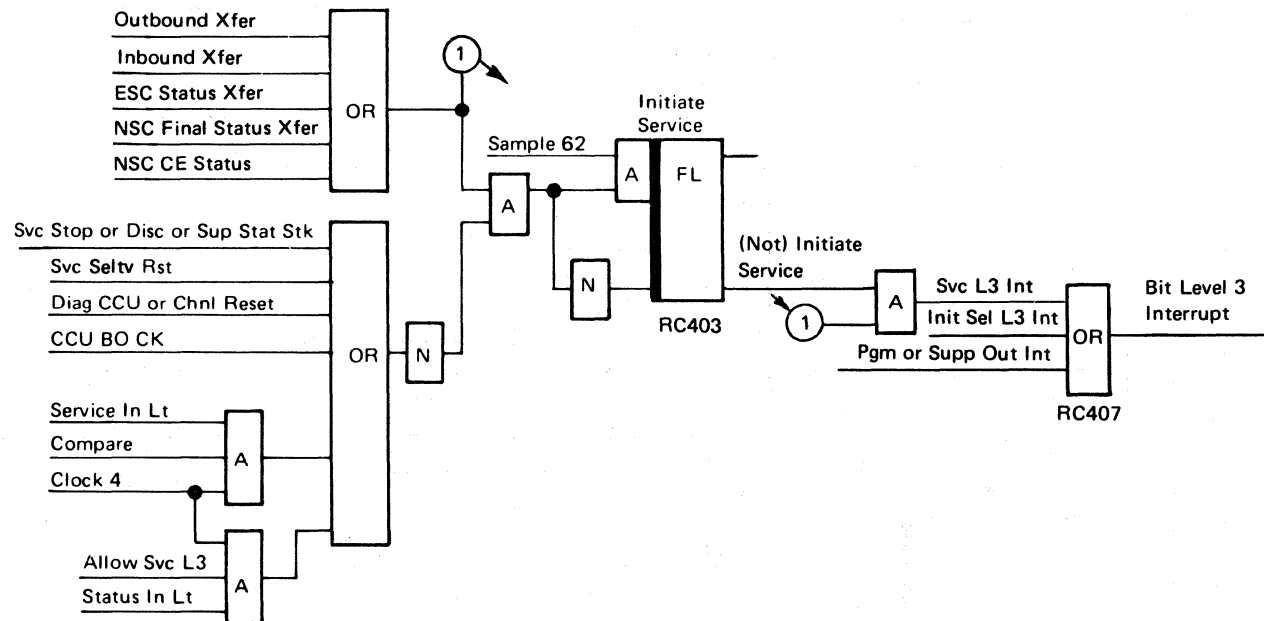 Outbound Xfer
Inbound Xfer
ESC Status Xfer
NSC Final Status Xfer
NSC CE Status
OR
1
Svc Stop or Disc or Sup Stat Stk
Svc Seltv Rst
Diag CCU or Chnl Reset
CCU BO CK
OR
N
Service In Lt
Compare
Clock 4
A
Allow Svc L3
Status In Lt
A
Sample 62
A
Initiate
Service
A
FL
N
RC403
(Not) Initiate
Service
1
A
Svc L3 Int
Init Sel L3 Int
Pgm or Supp Out Int
OR
RC407
Bit Level 3
Interrupt